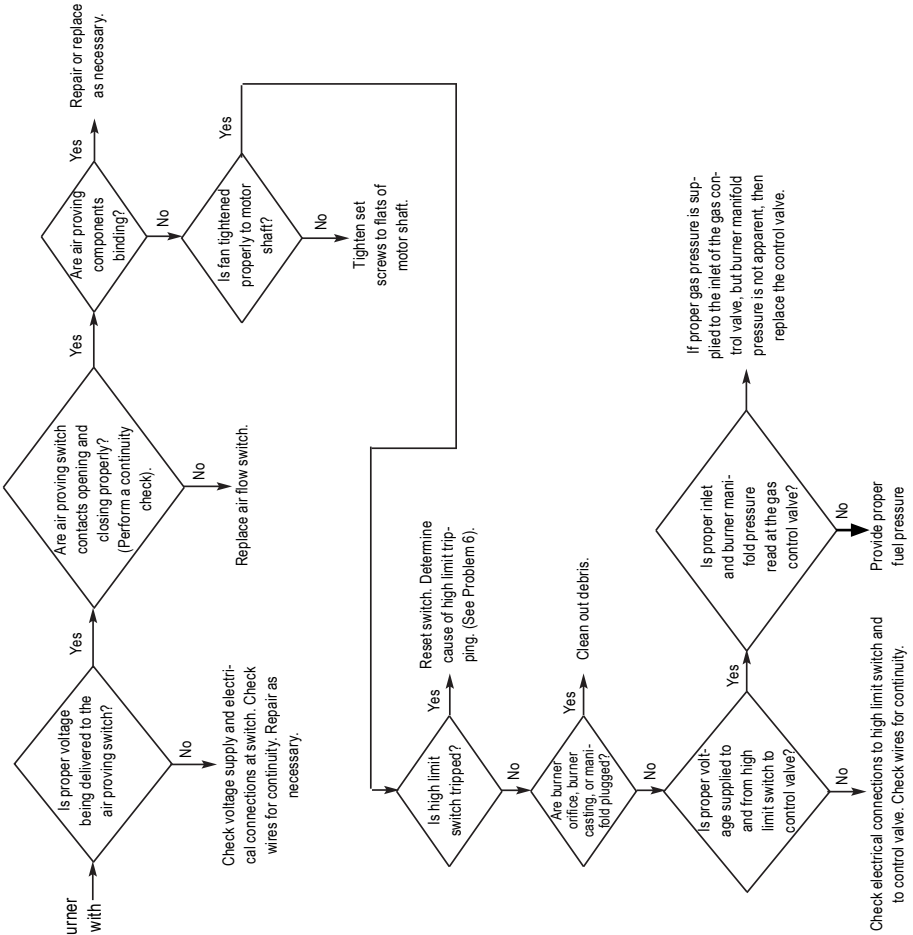 urner
with
Is proper voltage
being delivered to the
air proving switch?
Yes
No
Check voltage supply and electri-
cal connections at switch. Check
wires for continuity. Repair as
necessary.
Are air proving switch
contacts opening and
closing properly?
(Perform a continuity
check).
Yes
No
Replace air flow switch.
Are air proving
components
binding?
Yes
Repair or replace
as necessary.
No
Is fan tightened
properly to motor
shaft?
Yes
No
Tighten set
screws to flats of
motor shaft.
Is high limit
switch tripped?
Yes
Reset switch. Determine
cause of high limit trip-
ping. (See Problem 6).
No
Are burner
orifice, burner
casting, or mani-
fold plugged?
Yes
Clean out debris.
No
Is proper volt-
age supplied to
and from high
limit switch to
control valve?
Yes
No
Check electrical connections to high limit switch and
to control valve. Check wires for continuity.
Is proper inlet
and burner mani-
fold pressure
read at the gas
control valve?
No
Provide proper
fuel pressure
If proper gas pressure is sup-
plied to the inlet of the gas con-
trol valve, but burner manifold
pressure is not apparent, then
replace the control valve.